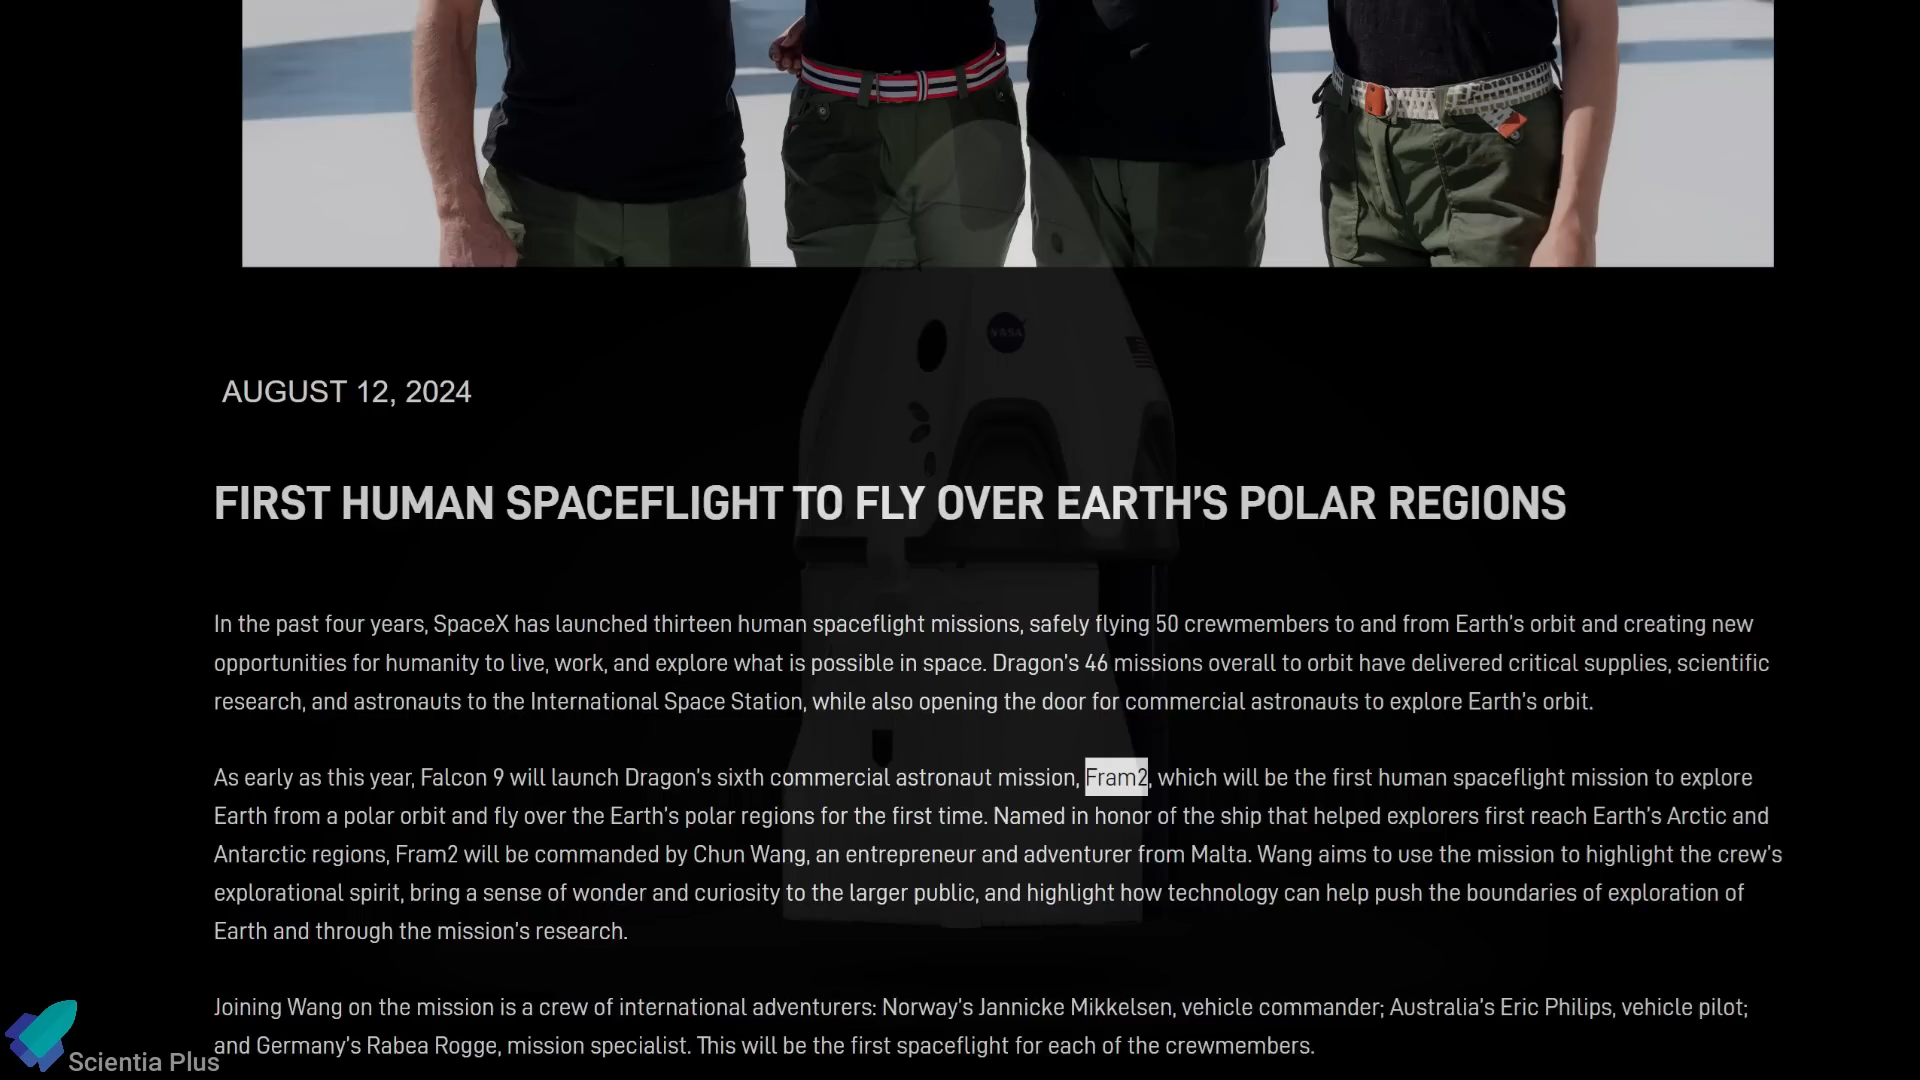 NASA
AUGUST 12, 2024
FIRST HUMAN SPACEFLIGHT TO FLY OVER EARTH'S POLAR REGIONS
In the past four years, SpaceX has launched thirteen human spaceflight missions, safely flying 50 crewmembers to and from Earth's orbit and creating new
opportunities for humanity to live, work, and explore what is possible in space. Dragon's 46 missions overall to orbit have delivered critical supplies, scientific
research, and astronauts to the International Space Station, while also opening the door for commercial astronauts to explore Earth's orbit.
As early as this year, Falcon 9 will launch Dragon's sixth commercial astronaut mission, Fram2, which will be the first human spaceflight mission to explore
Earth from a polar orbit and fly over the Earth's polar regions for the first time. Named in honor of the ship that helped explorers first reach Earth's Arctic and
Antarctic regions, Fram2 will be commanded by Chun Wang, an entrepreneur and adventurer from Malta. Wang aims to use the mission to highlight the crew's
explorational spirit, bring a sense of wonder and curiosity to the larger public, and highlight how technology can help push the boundaries of exploration of
Earth and through the mission's research.
Joining Wang on the mission is a crew of international adventurers: Norway's Jannicke Mikkelsen, vehicle commander; Australia's Eric Philips, vehicle pilot;
and Germany's Rabea Rogge, mission specialist. This will be the first spaceflight for each of the crewmembers.
Scientia Plus